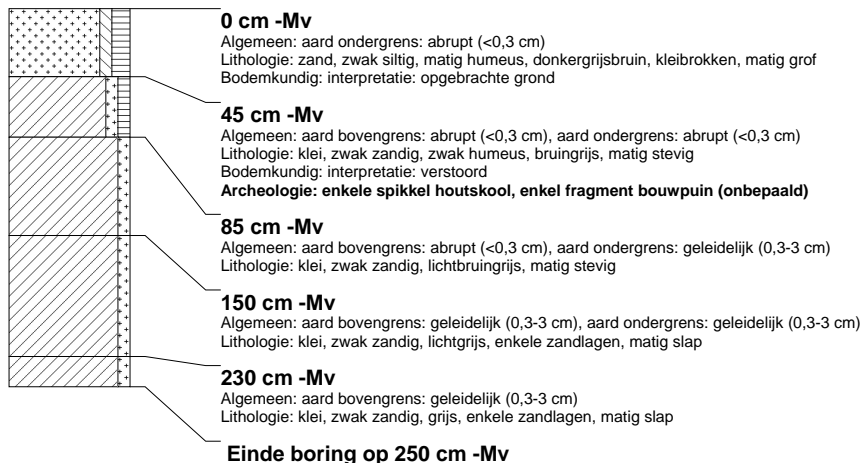 0 cm -Mv
Algemeen: aard ondergrens: abrupt (<0,3 cm)
Lithologie: zand, zwak siltig, matig humeus, donkergrijsbruin, kleibrokken, matig grof
Bodemkundig: interpretatie: opgebrachte grond
45 cm -Mv
Algemeen: aard bovengrens: abrupt (<0,3 cm), aard ondergrens: abrupt (<0,3 cm)
Lithologie: klei, zwak zandig, zwak humeus, bruingrijs, matig stevig
Bodemkundig: interpretatie: verstoord
Archeologie: enkele spikkel houtskool, enkel fragment bouwpuin (onbepaald)
85 cm -Mv
Algemeen: aard bovengrens: abrupt (<0,3 cm), aard ondergrens: geleidelijk (0,3-3 cm)
Lithologie: klei, zwak zandig, lichtbruingrijs, matig stevig
150 cm -Mv
Algemeen: aard bovengrens: geleidelijk (0,3-3 cm), aard ondergrens: geleidelijk (0,3-3 cm)
Lithologie: klei, zwak zandig, lichtgrijs, enkele zandlagen, matig slap
230 cm -Mv
Algemeen: aard bovengrens: geleidelijk (0,3-3 cm)
Lithologie: klei, zwak zandig, grijs, enkele zandlagen, matig slap
Einde boring op 250 cm -Mv